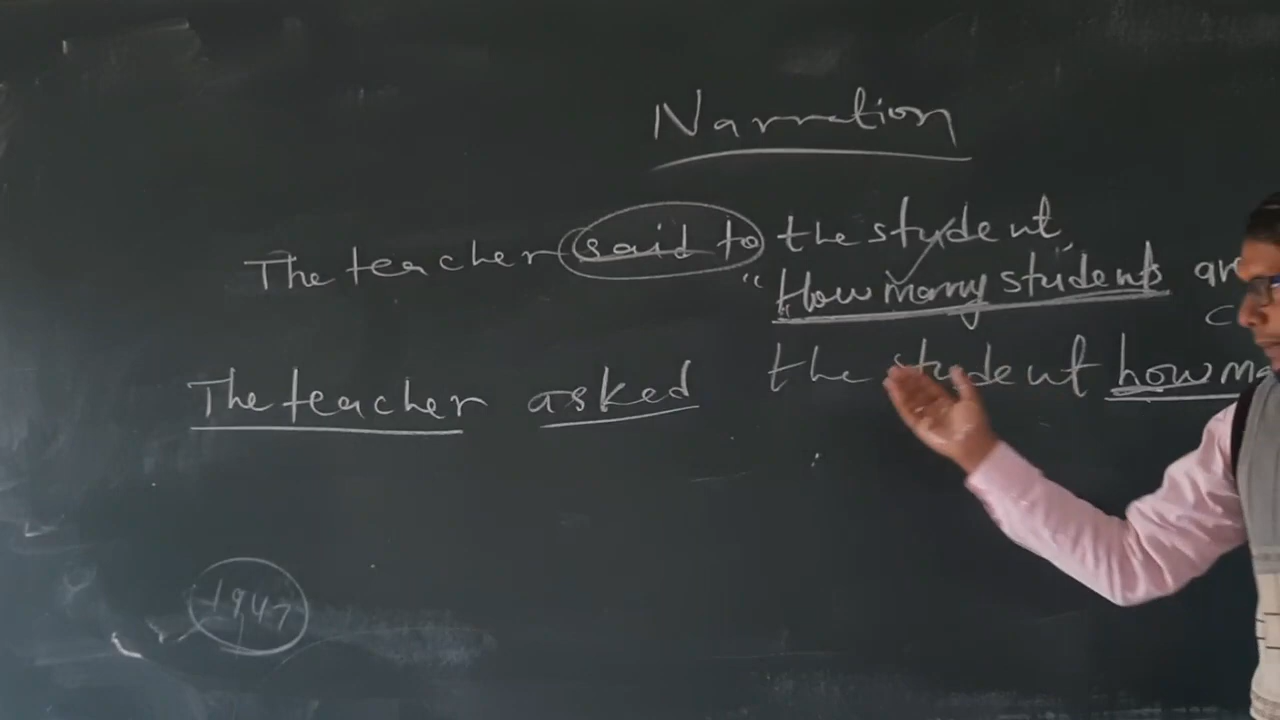 Narration
The teacher said to the student,
"How many students ar
the student how ma
The teacher asked
1947